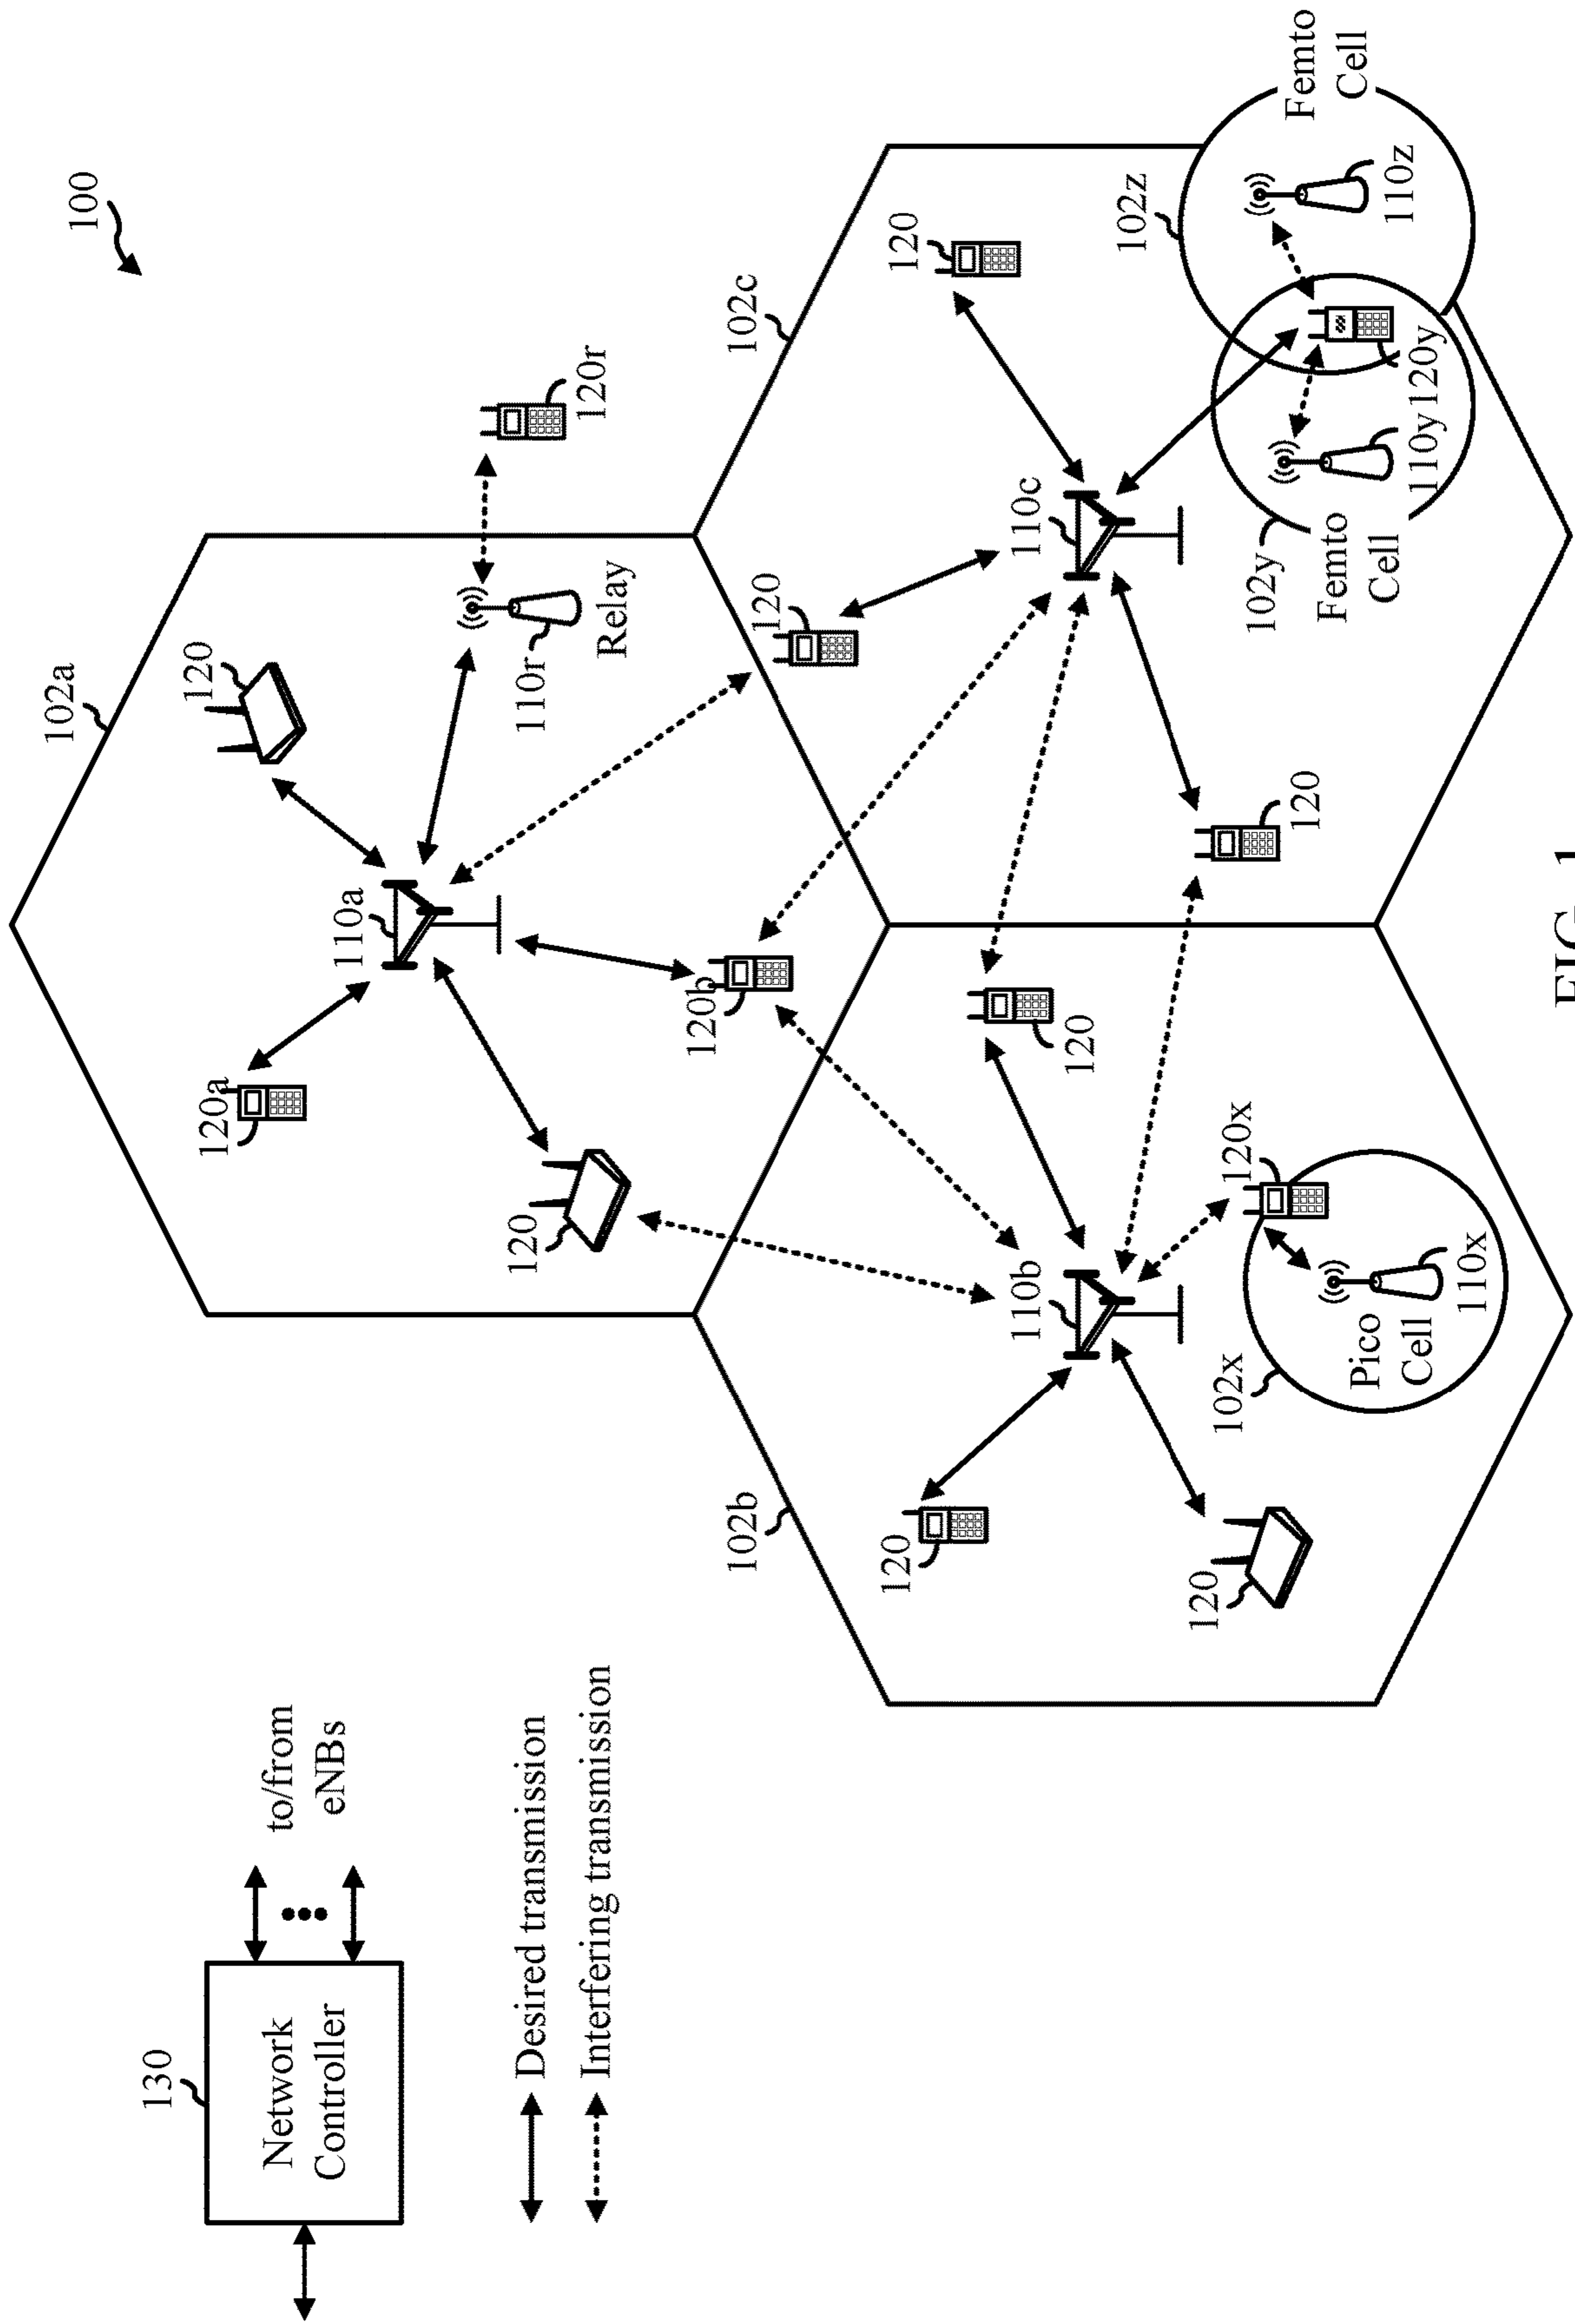 100
102a
130
Network
Controller
to/from
eNBs
Desired transmission
Interfering transmission
120a
120
110a
120
110r
Relay
120r
120b
102b
102c
120
120
120
110b
110c
120
102z
120
102x
120x
102y
120
Pico
Cell
110x
Femto
Cell
110y
120y
110z
Femto
Cell
FIG. 1